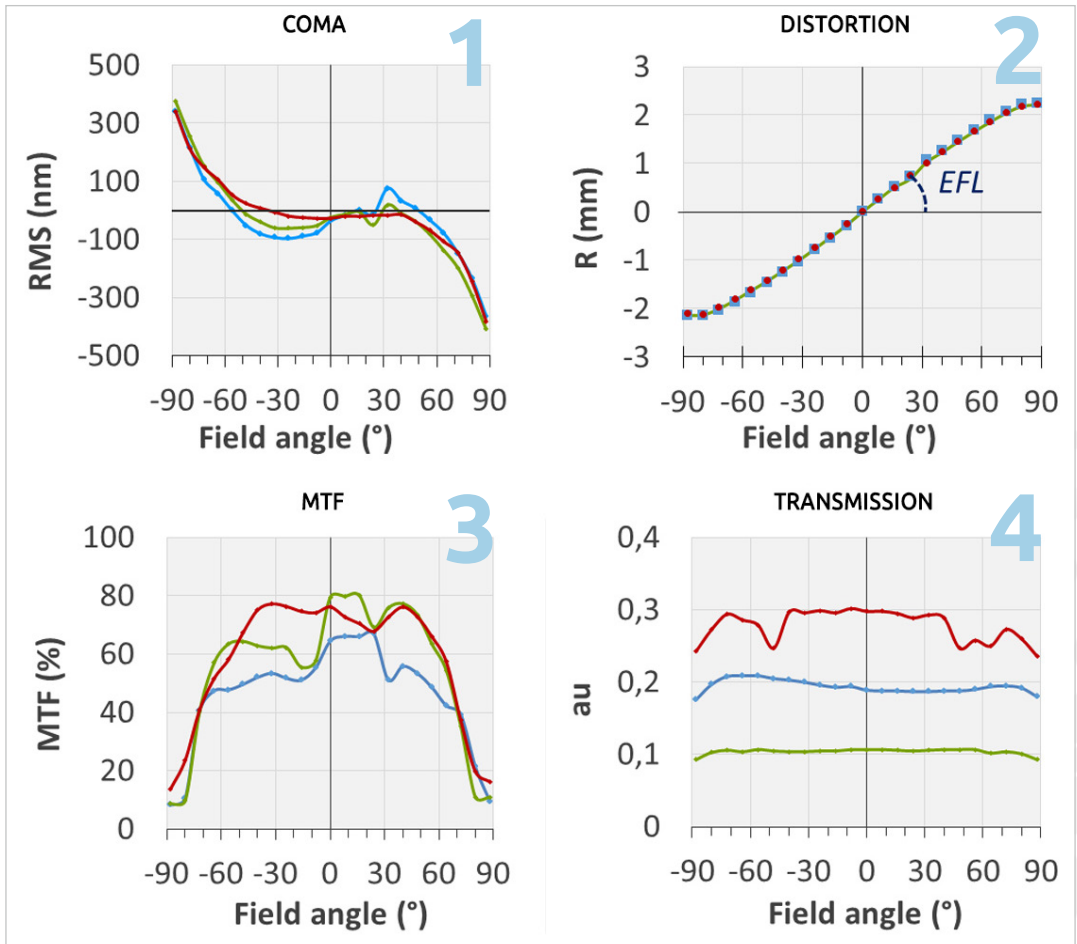 COMA
1
500
300
100
-100
-300
-500
RMS (nm)
-90 -60 -30 0 30 60 90
Field angle (°)
DISTORTION
2
3
2
1
0
-1
-2
-3
R (mm)
EFL
-90 -60 -30 0 30 60 90
Field angle (°)
MTF
3
100
80
60
40
20
0
MTF (%)
-90 -60 -30 0 30 60 90
Field angle (°)
TRANSMISSION
4
0,4
0,3
0,2
0,1
0
au
-90 -60 -30 0 30 60 90
Field angle (°)